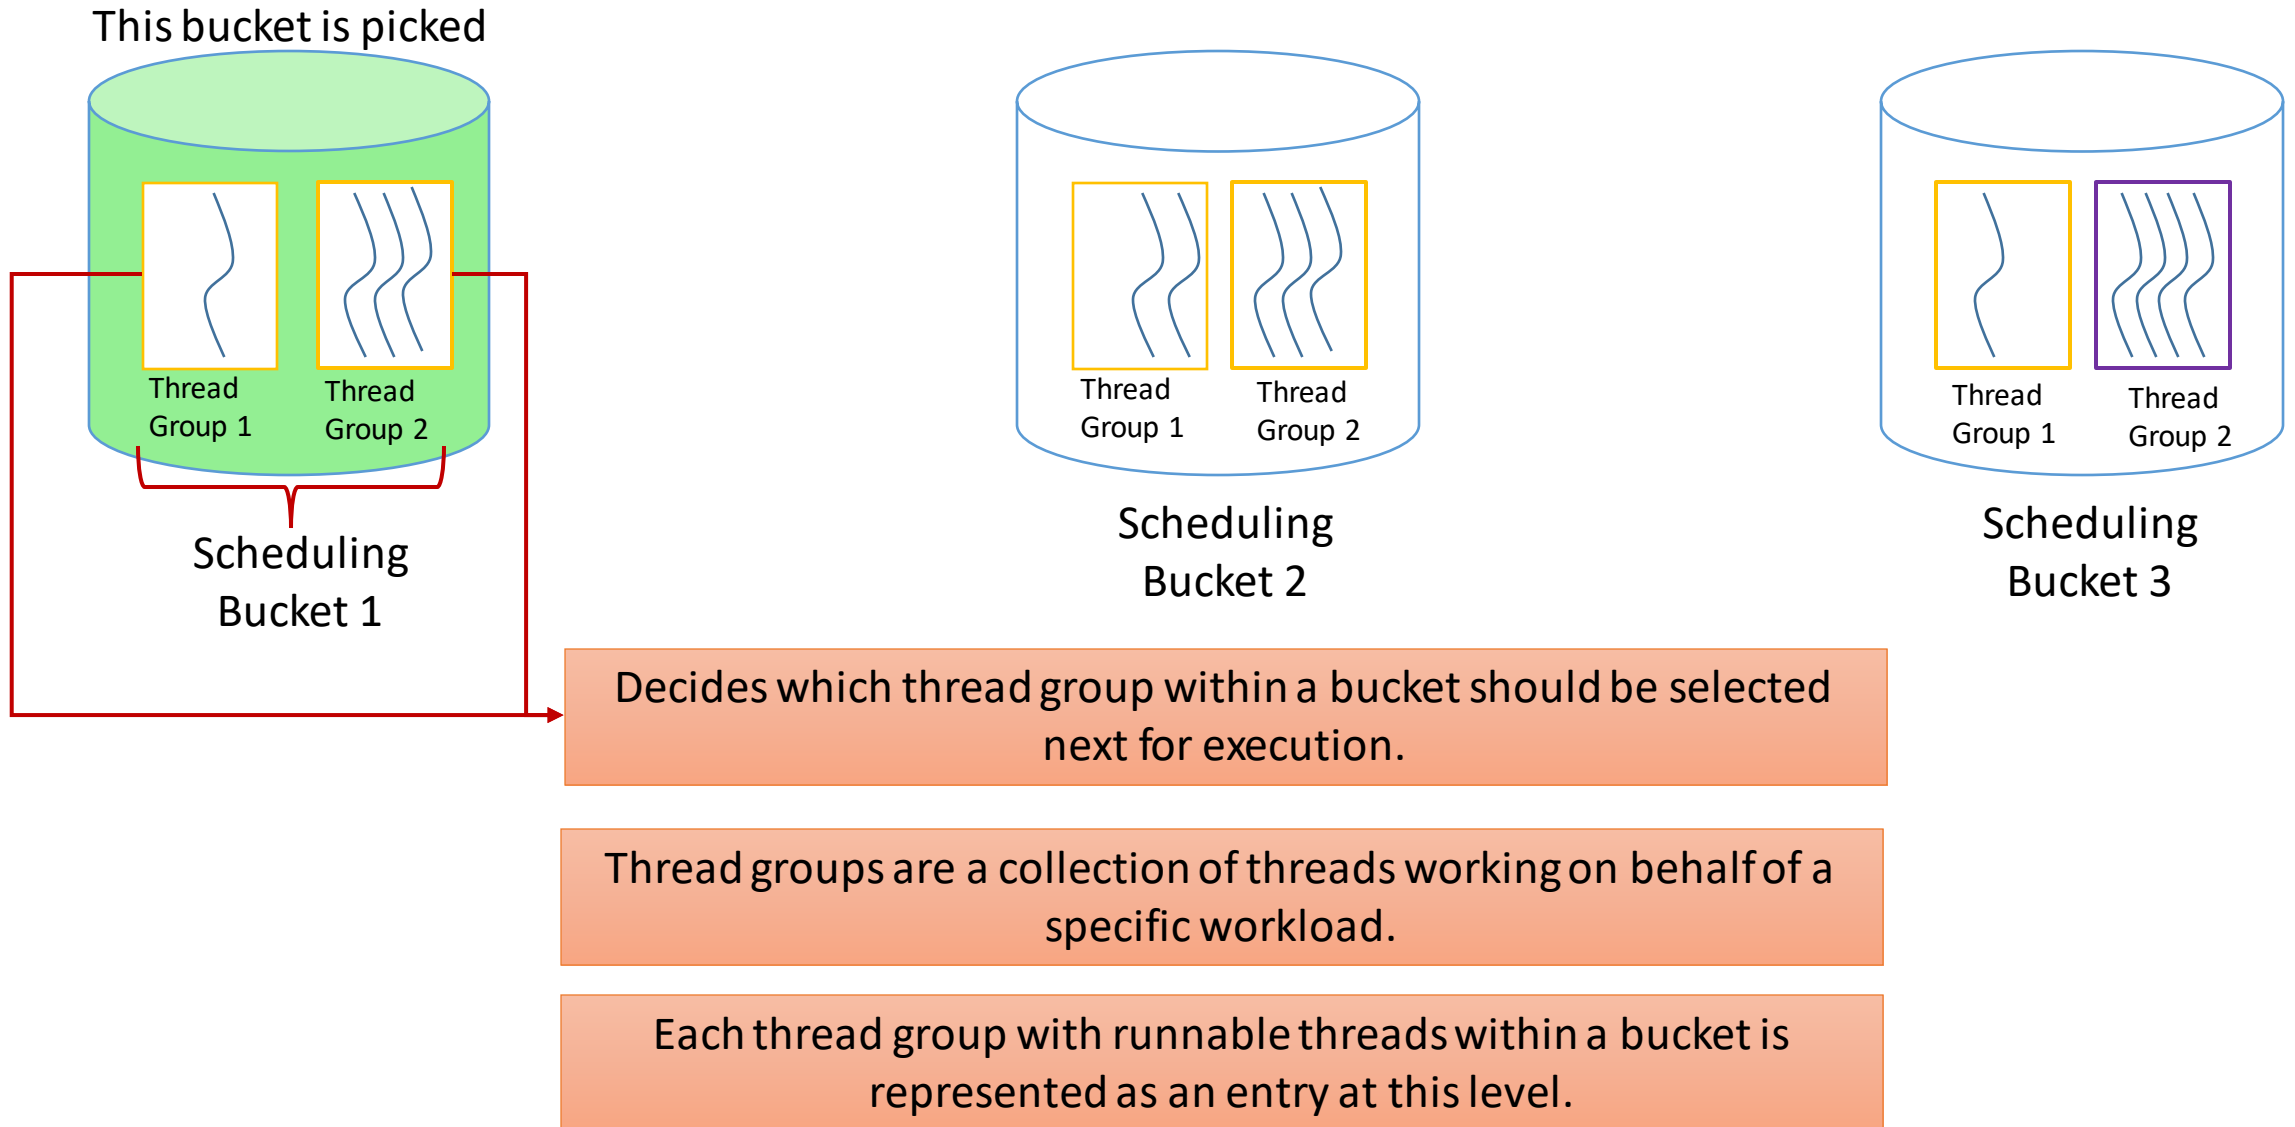 This bucket is picked
Thread
Group 1
Thread
Group 2
Scheduling
Bucket 1
Thread
Group 1
Thread
Group 2
Scheduling
Bucket 2
Thread
Group 1
Thread
Group 2
Scheduling
Bucket 3
Decides which thread group within a bucket should be selected
next for execution.
Thread groups are a collection of threads working on behalf of a
specific workload.
Each thread group with runnable threads within a bucket is
represented as an entry at this level.